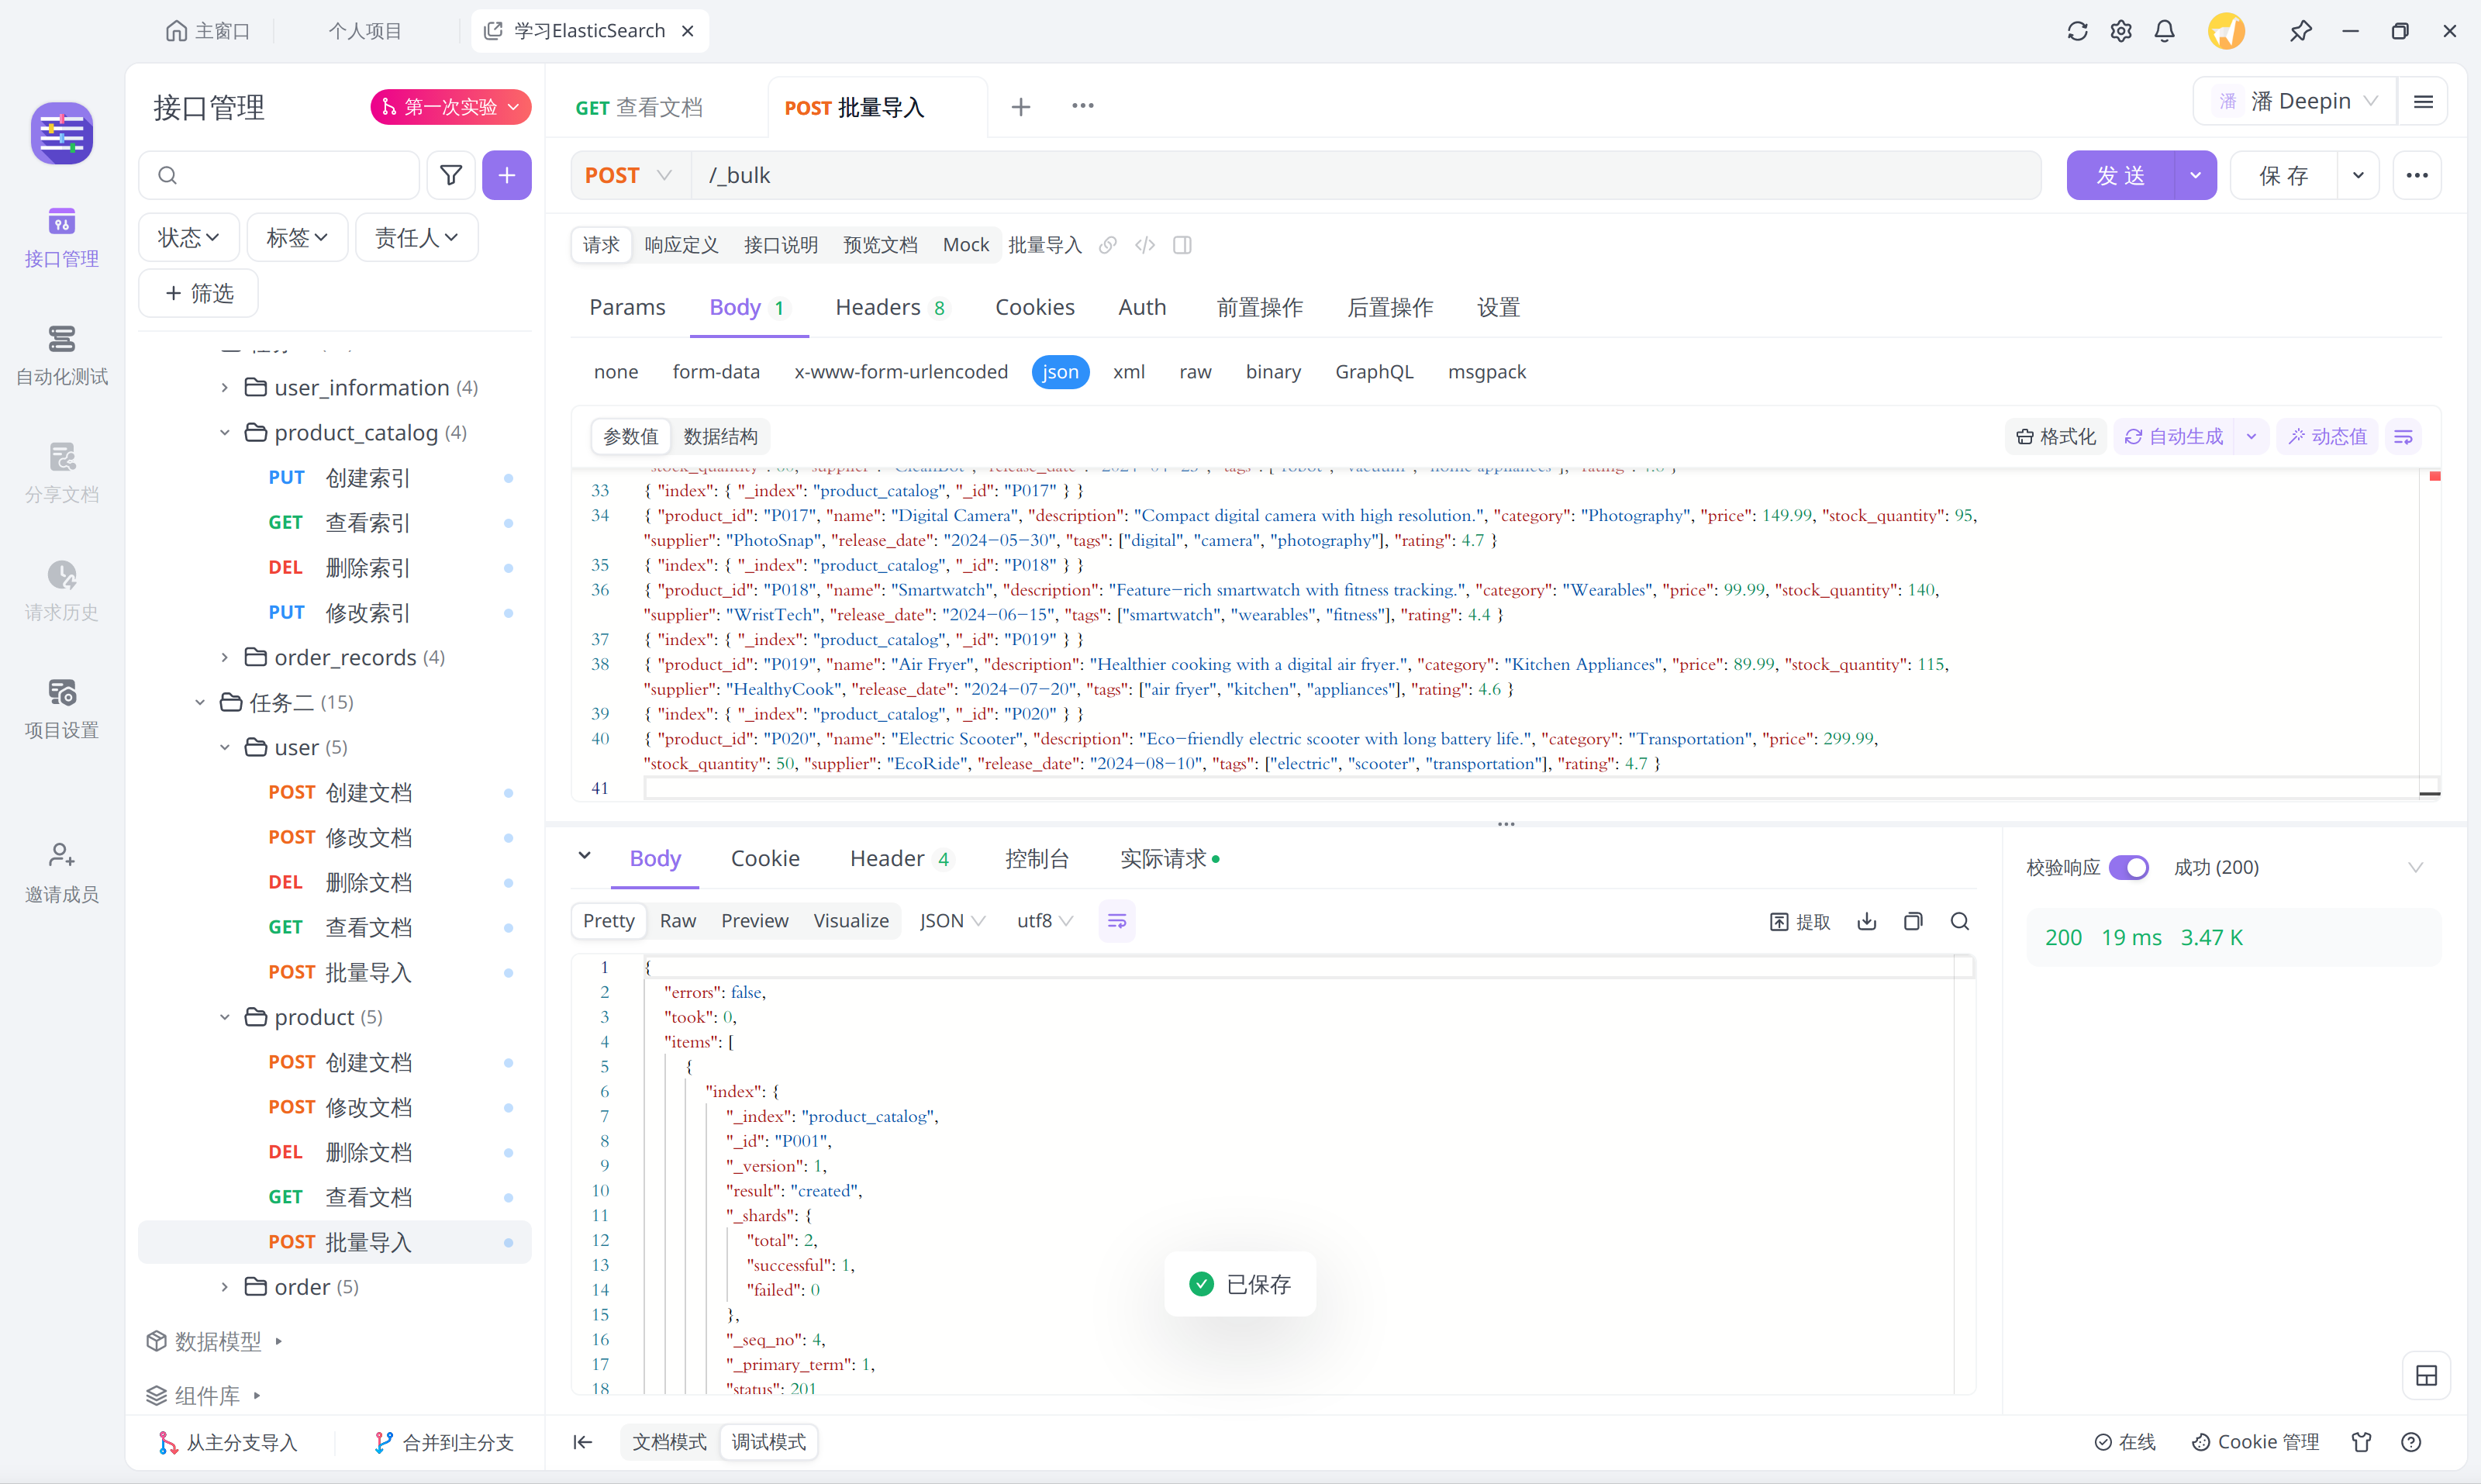 主窗口
个人项目
学习ElasticSearch
接口管理
自动化测试
分享文档
请求历史
项目设置
邀请成员
接口管理
第一次实验
状态
标签
责任人
筛选
user_information (4)
product_catalog (4)
PUT 创建索引
GET 查看索引
DEL 删除索引
PUT 修改索引
order_records (4)
任务二 (15)
user (5)
POST 创建文档
POST 修改文档
DEL 删除文档
GET 查看文档
POST 批量导入
product (5)
POST 创建文档
POST 修改文档
DEL 删除文档
GET 查看文档
POST 批量导入
order (5)
数据模型
组件库
从主分支导入
合并到主分支
GET 查看文档
POST 批量导入
潘 潘 Deepin
POST /_bulk
发 送
保 存
请求 响应定义 接口说明 预览文档 Mock 批量导入
Params Body 1 Headers 8 Cookies Auth 前置操作 后置操作 设置
none form-data x-www-form-urlencoded json xml raw binary GraphQL msgpack
参数值 数据结构
格式化 自动生成 动态值
33 { "index": { "_index": "product_catalog", "_id": "P017" } }
34 { "product_id": "P017", "name": "Digital Camera", "description": "Compact digital camera with high resolution.", "category": "Photography", "price": 149.99, "stock_quantity": 95,
"supplier": "PhotoSnap", "release_date": "2024-05-30", "tags": ["digital", "camera", "photography"], "rating": 4.7 }
35 { "index": { "_index": "product_catalog", "_id": "P018" } }
36 { "product_id": "P018", "name": "Smartwatch", "description": "Feature-rich smartwatch with fitness tracking.", "category": "Wearables", "price": 99.99, "stock_quantity": 140,
"supplier": "WristTech", "release_date": "2024-06-15", "tags": ["smartwatch", "wearables", "fitness"], "rating": 4.4 }
37 { "index": { "_index": "product_catalog", "_id": "P019" } }
38 { "product_id": "P019", "name": "Air Fryer", "description": "Healthier cooking with a digital air fryer.", "category": "Kitchen Appliances", "price": 89.99, "stock_quantity": 115,
"supplier": "HealthyCook", "release_date": "2024-07-20", "tags": ["air fryer", "kitchen", "appliances"], "rating": 4.6 }
39 { "index": { "_index": "product_catalog", "_id": "P020" } }
40 { "product_id": "P020", "name": "Electric Scooter", "description": "Eco-friendly electric scooter with long battery life.", "category": "Transportation", "price": 299.99,
"stock_quantity": 50, "supplier": "EcoRide", "release_date": "2024-08-10", "tags": ["electric", "scooter", "transportation"], "rating": 4.7 }
41
Body Cookie Header 4 控制台 实际请求
校验响应 成功 (200)
Pretty Raw Preview Visualize JSON utf8
提取
200 19 ms 3.47 K
1 {
2 "errors": false,
3 "took": 0,
4 "items": [
5 {
6 "index": {
7 "_index": "product_catalog",
8 "_id": "P001",
9 "_version": 1,
10 "result": "created",
11 "_shards": {
12 "total": 2,
13 "successful": 1,
14 "failed": 0
15 },
16 "_seq_no": 4,
17 "_primary_term": 1,
18 "status": 201
已保存
文档模式 调试模式
在线
Cookie 管理